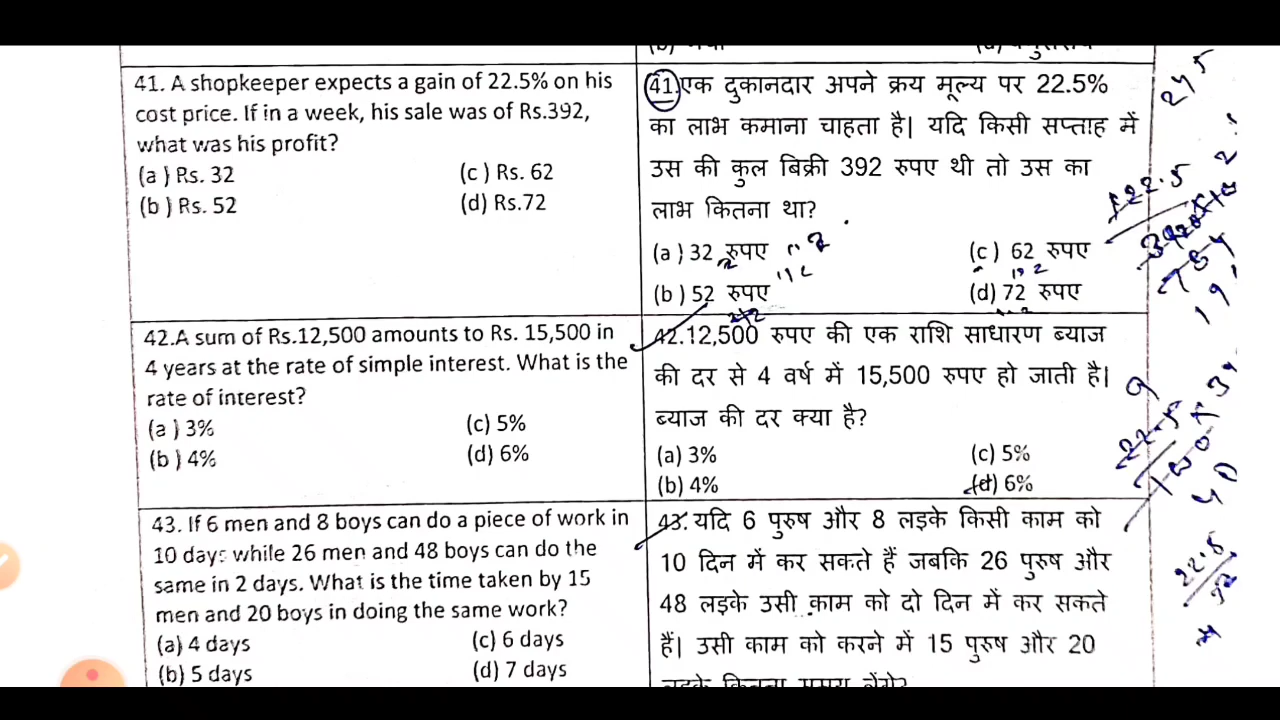 41. A shopkeeper expects a gain of 22.5% on his
cost price. If in a week, his sale was of Rs.392,
what was his profit?
(a ) Rs. 32 (c ) Rs. 62
(b ) Rs. 52 (d) Rs.72
41.एक दुकानदार अपने क्रय मूल्य पर 22.5%
का लाभ कमाना चाहता है। यदि किसी सप्ताह में
उस की कुल बिक्री 392 रुपए थी तो उस का
लाभ कितना था?
(a ) 32 रुपए (c ) 62 रुपए
(b ) 52 रुपए (d) 72 रुपए
42.A sum of Rs.12,500 amounts to Rs. 15,500 in
4 years at the rate of simple interest. What is the
rate of interest?
(a ) 3% (c) 5%
(b ) 4% (d) 6%
42.12,500 रुपए की एक राशि साधारण ब्याज
की दर से 4 वर्ष में 15,500 रुपए हो जाती है।
ब्याज की दर क्या है?
(a) 3% (c) 5%
(b) 4% (d) 6%
43. If 6 men and 8 boys can do a piece of work in
10 days while 26 men and 48 boys can do the
same in 2 days. What is the time taken by 15
men and 20 boys in doing the same work?
(a) 4 days (c) 6 days
(b) 5 days (d) 7 days
43. यदि 6 पुरुष और 8 लड़के किसी काम को
10 दिन में कर सकते हैं जबकि 26 पुरुष और
48 लड़के उसी काम को दो दिन में कर सकते
हैं। उसी काम को करने में 15 पुरुष और 20
245
122.5
784
22.5
22.5